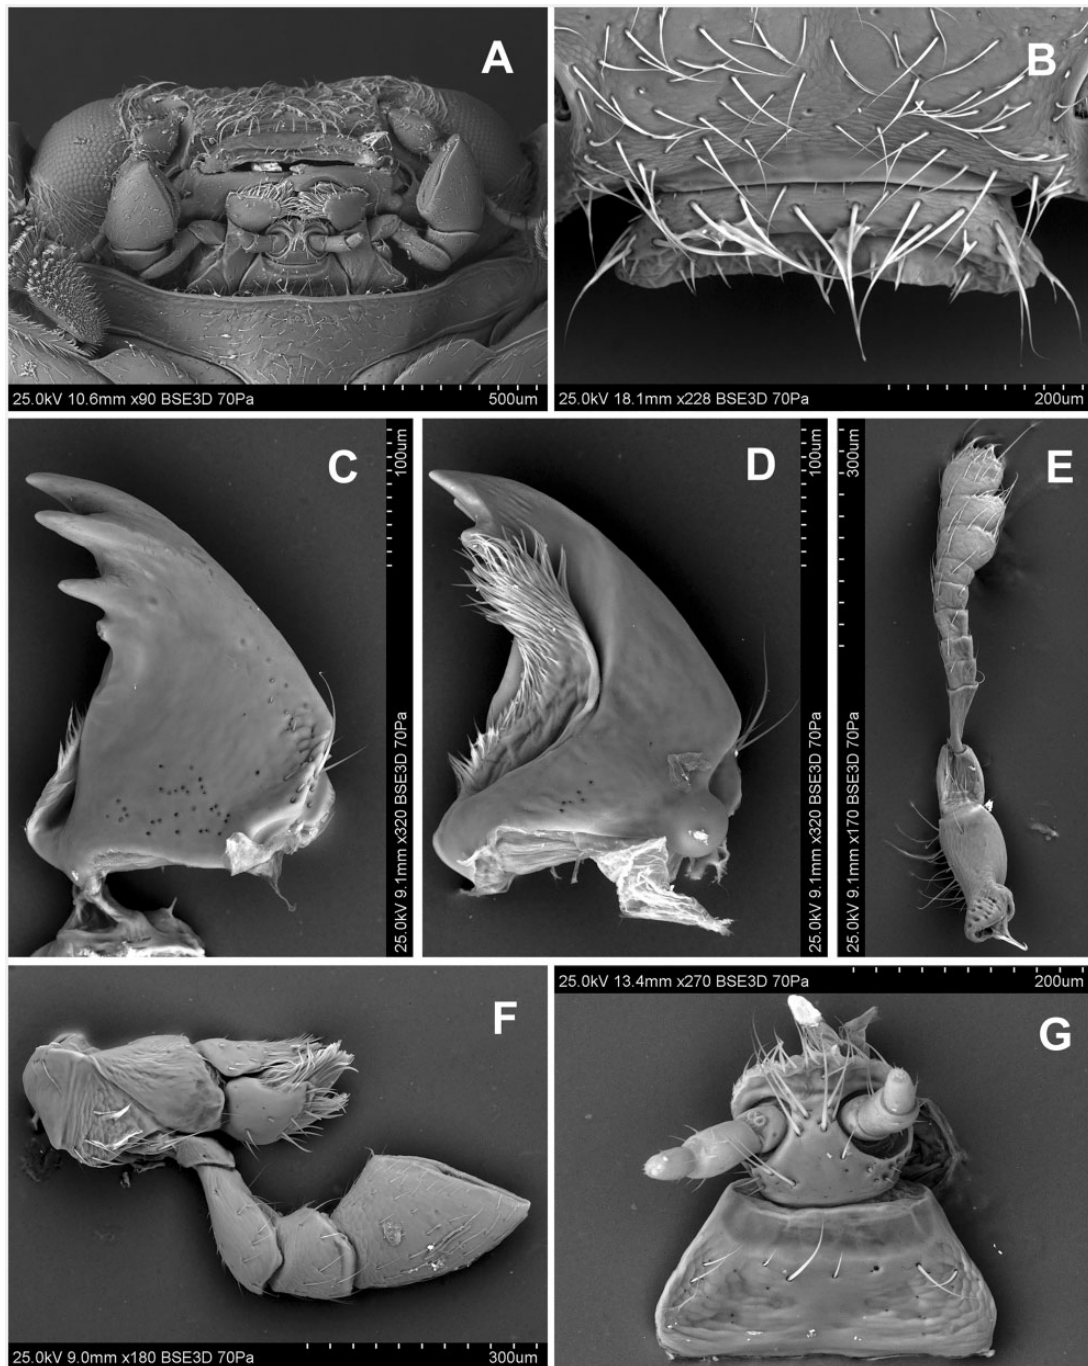 A
25.0kV 10.6mm x90 BSE3D 70Pa 500um
B
25.0kV 18.1mm x228 BSE3D 70Pa 200um
C
25.0kV 9.1mm x320 BSE3D 70Pa 100um
D
25.0kV 9.1mm x320 BSE3D 70Pa 100um
E
25.0kV 9.1mm x170 BSE3D 70Pa 300um
F
25.0kV 9.0mm x180 BSE3D 70Pa 300um
25.0kV 13.4mm x270 BSE3D 70Pa 200um
G